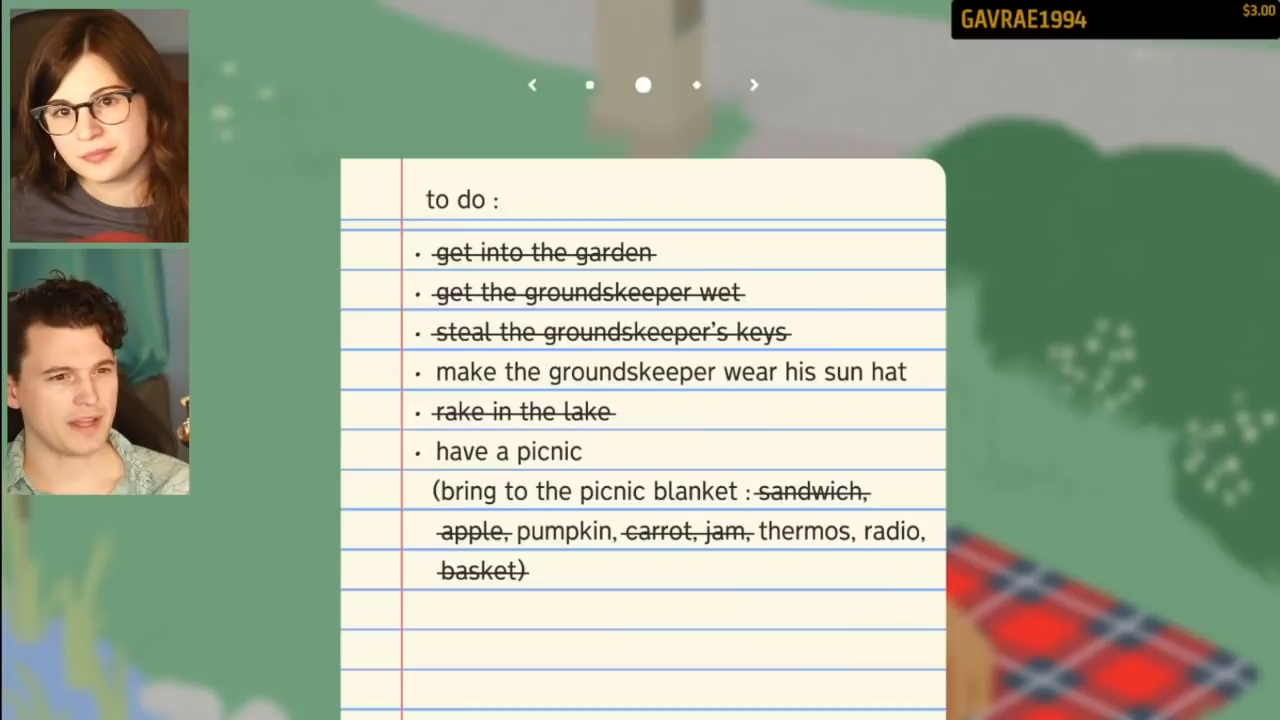 GAVRAE1994 $3.00
to do :
• get into the garden
• get the groundskeeper wet
• steal the groundskeeper's keys
• make the groundskeeper wear his sun hat
• rake in the lake
• have a picnic
(bring to the picnic blanket : sandwich,
apple, pumpkin, carrot, jam, thermos, radio,
basket)